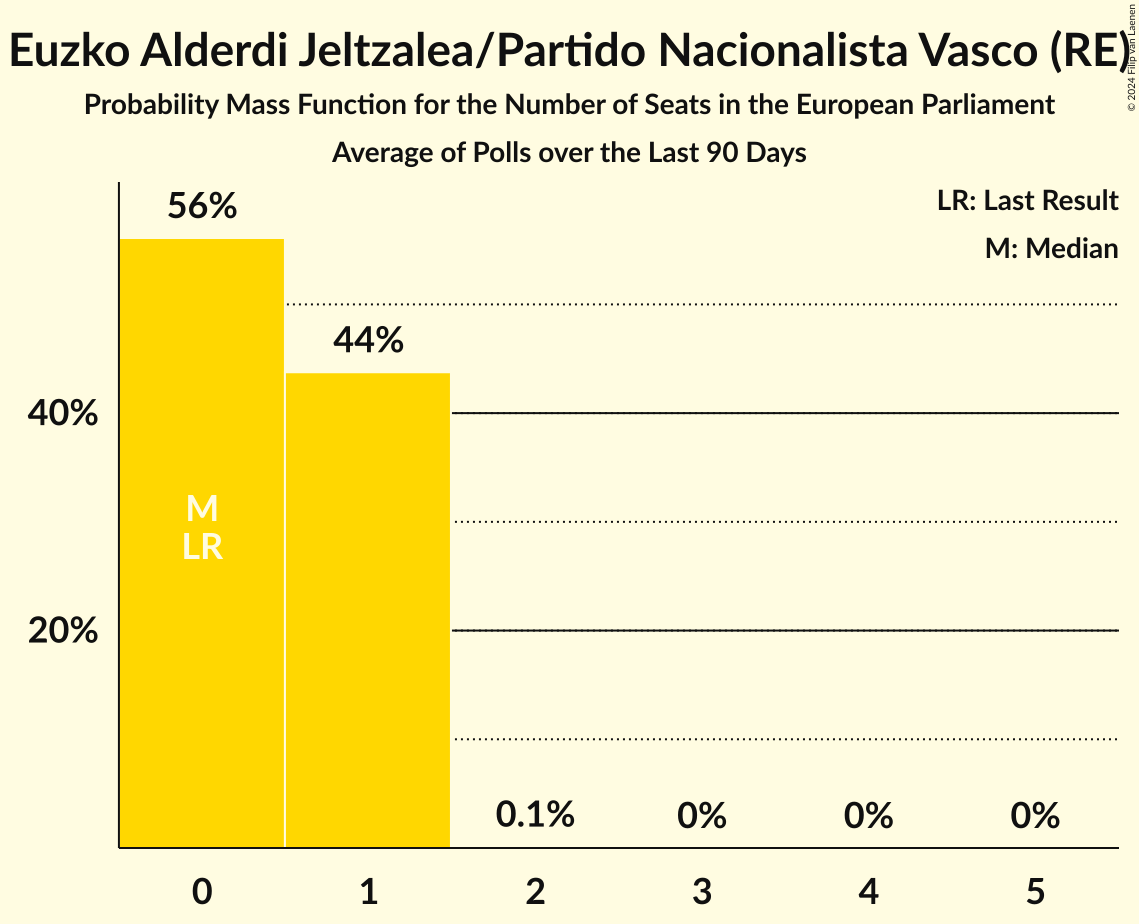 Euzko Alderdi Jeltzalea/Partido Nacionalista Vasco (RE)
© 2024 Filip van Laenen
Probability Mass Function for the Number of Seats in the European Parliament
Average of Polls over the Last 90 Days
LR: Last Result
M: Median
56%
44%
40%
M
LR
20%
0.1%
0%
0%
0%
0
1
2
3
4
5